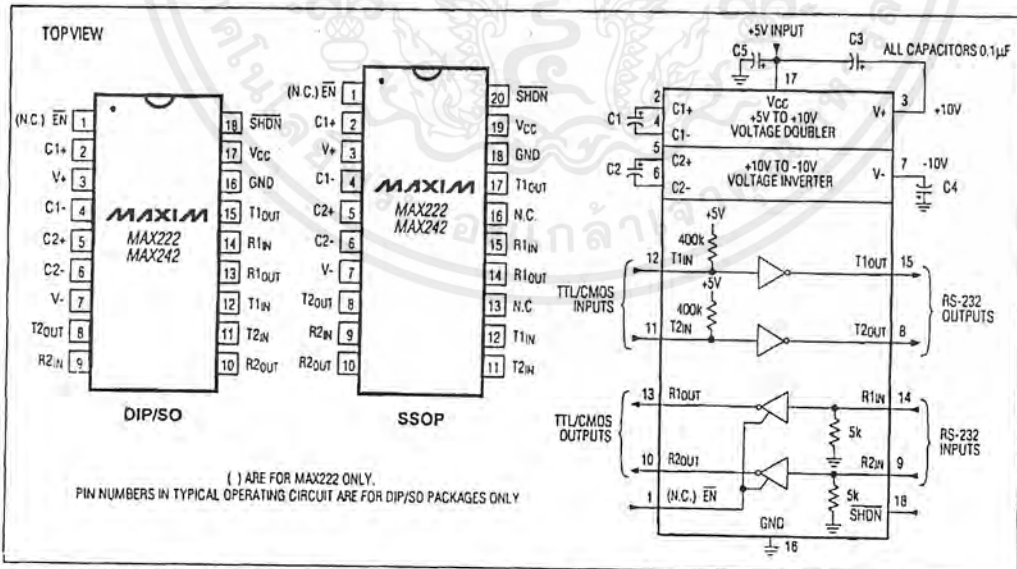 TOP VIEW
(N.C.) EN 1
C1+ 2
V+ 3
C1- 4
C2+ 5
C2- 6
V- 7
T2OUT 8
R2IN 9
18 SHDN
17 VCC
16 GND
15 T1OUT
14 R1IN
13 R1OUT
12 T1IN
11 T2IN
10 R2OUT
MAXIM
MAX222
MAX242
DIP/SO
(N.C.) EN 1
C1+ 2
V+ 3
C1- 4
C2+ 5
C2- 6
V- 7
T2OUT 8
R2IN 9
R2OUT 10
20 SHDN
19 VCC
18 GND
17 T1OUT
16 N.C.
15 R1IN
14 R1OUT
13 N.C
12 T1IN
11 T2IN
MAXIM
MAX222
MAX242
SSOP
( ) ARE FOR MAX222 ONLY.
PIN NUMBERS IN TYPICAL OPERATING CIRCUIT ARE FOR DIP/SO PACKAGES ONLY
+5V INPUT
C5
C3
ALL CAPACITORS 0.1µF
17
VCC
2
C1+
+5V TO +10V
VOLTAGE DOUBLER
V+
3
+10V
C1
4
C1-
5
C2+
+10V TO -10V
VOLTAGE INVERTER
V-
7
-10V
C4
C2
6
C2-
+5V
400k
12
T1IN
T1OUT
15
TTL/CMOS
INPUTS
+5V
400k
RS-232
OUTPUTS
11
T2IN
T2OUT
8
13
R1OUT
R1IN
14
TTL/CMOS
OUTPUTS
5k
RS-232
INPUTS
10
R2OUT
R2IN
9
1
(N.C.) EN
5k
18
SHDN
GND
16